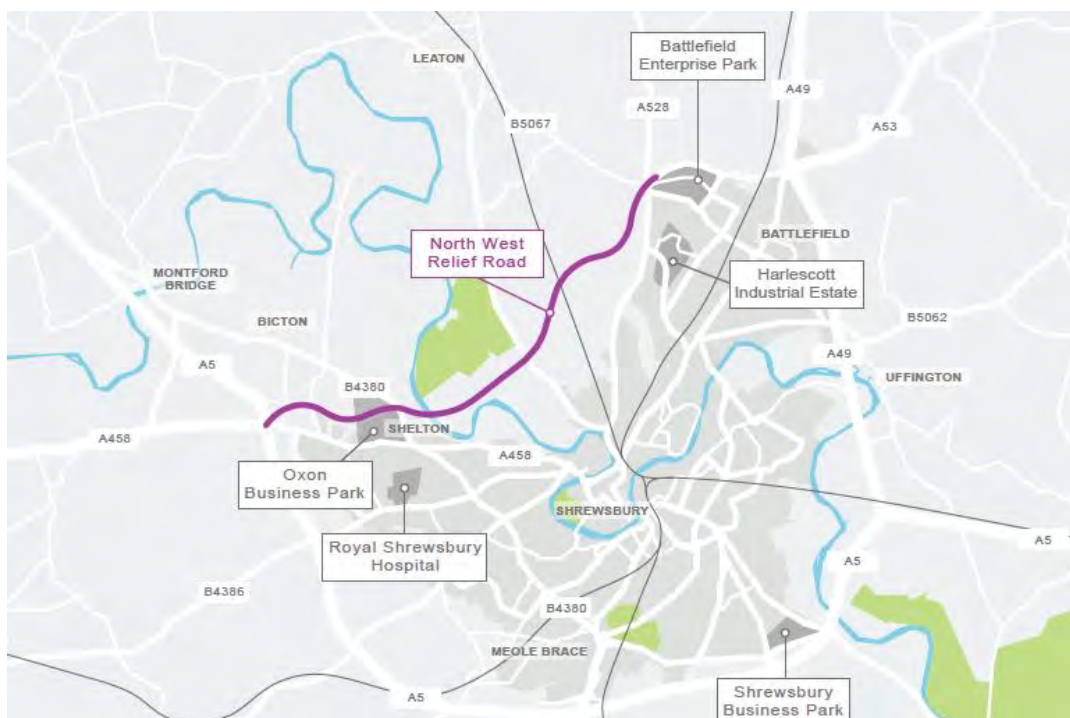 LEATON
Battlefield
Enterprise Park
A49
A528
B5067
A53
North West
Relief Road
BATTLEFIELD
MONTFORD
BRIDGE
Harlescott
Industrial Estate
BICTON
B5062
A5
A49
UFFINGTON
B4380
A458
SHELTON
A458
Oxon
Business Park
SHREWSBURY
Royal Shrewsbury
Hospital
A5
A5
B4386
B4380
MEOLE BRACE
A5
Shrewsbury
Business Park